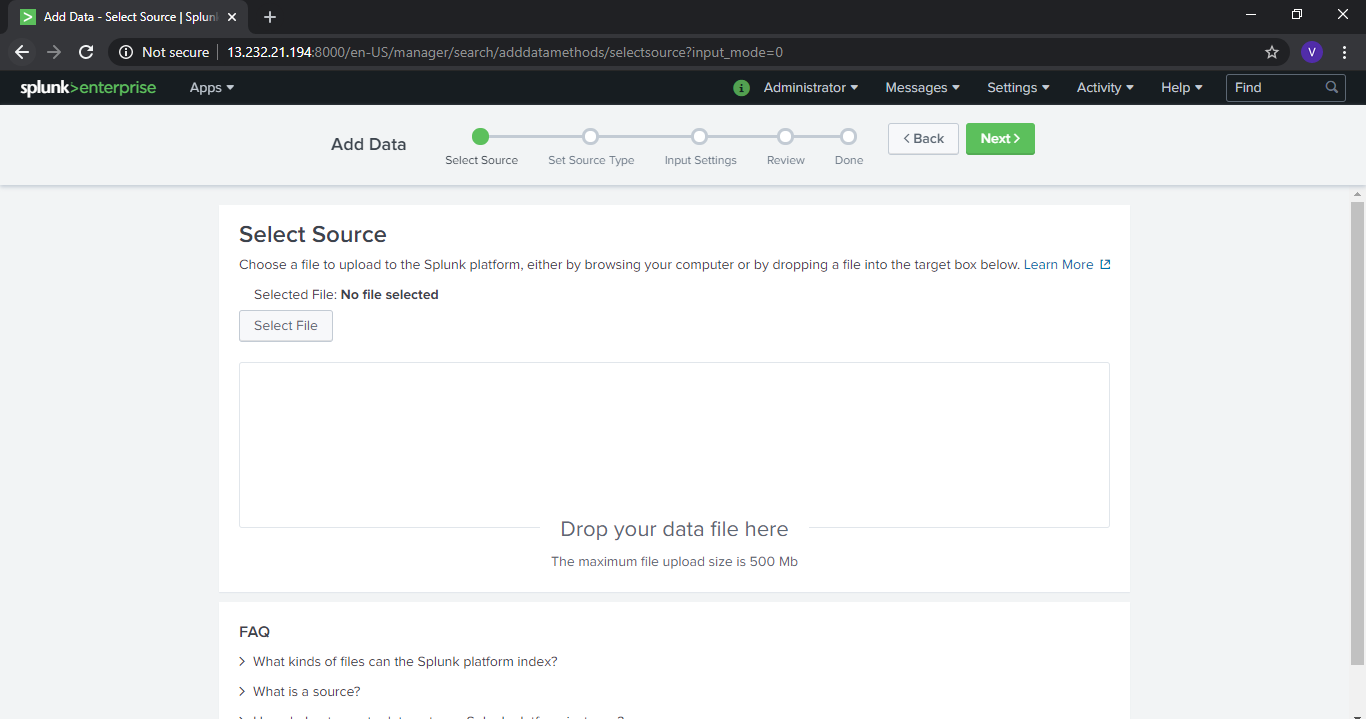 Add Data - Select Source | Splun
Not secure | 13.232.21.194:8000/en-US/manager/search/adddatamethods/selectsource?input_mode=0
V
splunk>enterprise Apps Administrator Messages Settings Activity Help Find
Add Data
Select Source Set Source Type Input Settings Review Done
< Back Next >
Select Source
Choose a file to upload to the Splunk platform, either by browsing your computer or by dropping a file into the target box below. Learn More
Selected File: No file selected
Select File
Drop your data file here
The maximum file upload size is 500 Mb
FAQ
> What kinds of files can the Splunk platform index?
> What is a source?